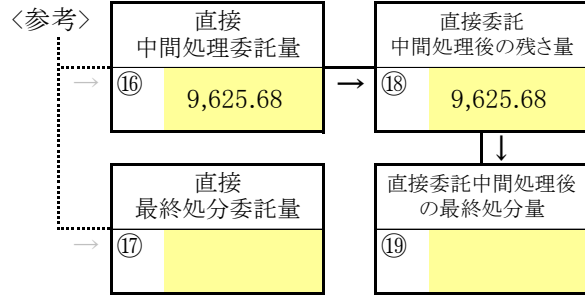 〈参考〉
直接
中間処理委託量
⑯
9,625.68
→
直接委託
中間処理後の残さ量
⑱
9,625.68
↓
直接
最終処分委託量
⑰
直接委託中間処理後
の最終処分量
⑲